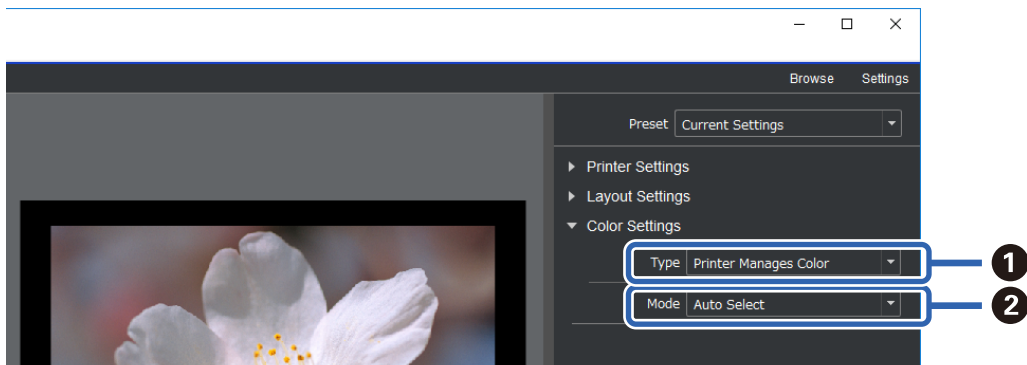 Browse Settings
Preset Current Settings
Printer Settings
Layout Settings
Color Settings
Type Printer Manages Color
1
Mode Auto Select
2